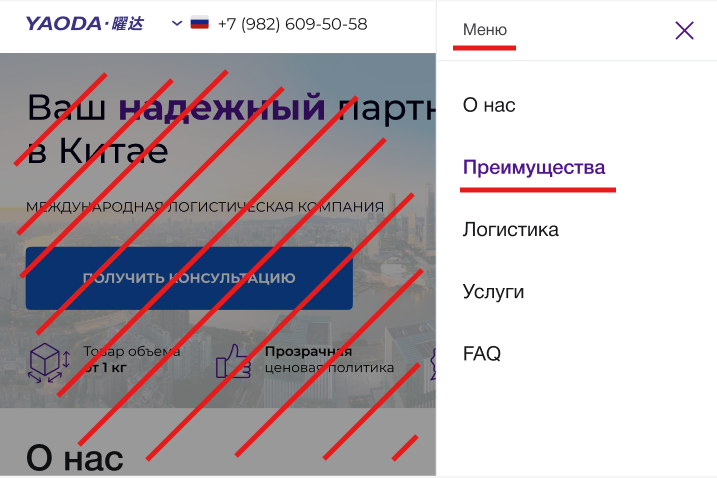 YAODA·曜达
+7 (982) 609-50-58
Ваш надежный партн
в Китае
МЕЖДУНАРОДНАЯ ЛОГИСТИЧЕСКАЯ КОМПАНИЯ
ПОЛУЧИТЬ КОНСУЛЬТАЦИЮ
Товар объема
от 1 кг
Прозрачная
ценовая политика
О нас
Меню
О нас
Преимущества
Логистика
Услуги
FAQ